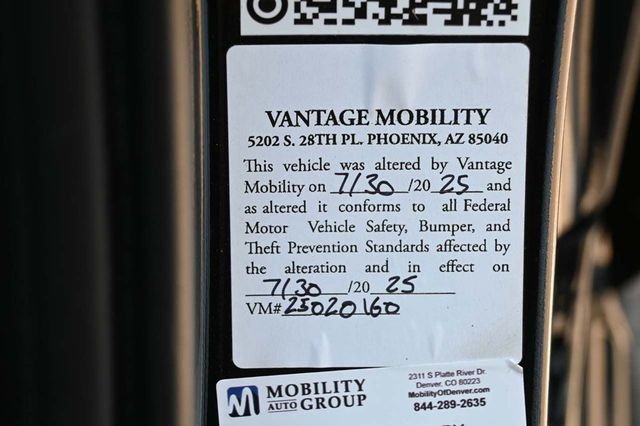 VANTAGE MOBILITY
5202 S. 28TH PL. PHOENIX, AZ 85040
This vehicle was altered by Vantage
Mobility on 7/30/20 25 and
as altered it conforms to all Federal
Motor Vehicle Safety, Bumper, and
Theft Prevention Standards affected by
the alteration and in effect on
7/30/20 25
VM# 25020160
MOBILITY
AUTO GROUP
2311 S Platte River Dr.
Denver, CO 80223
MobilityOfDenver.com
844-289-2635